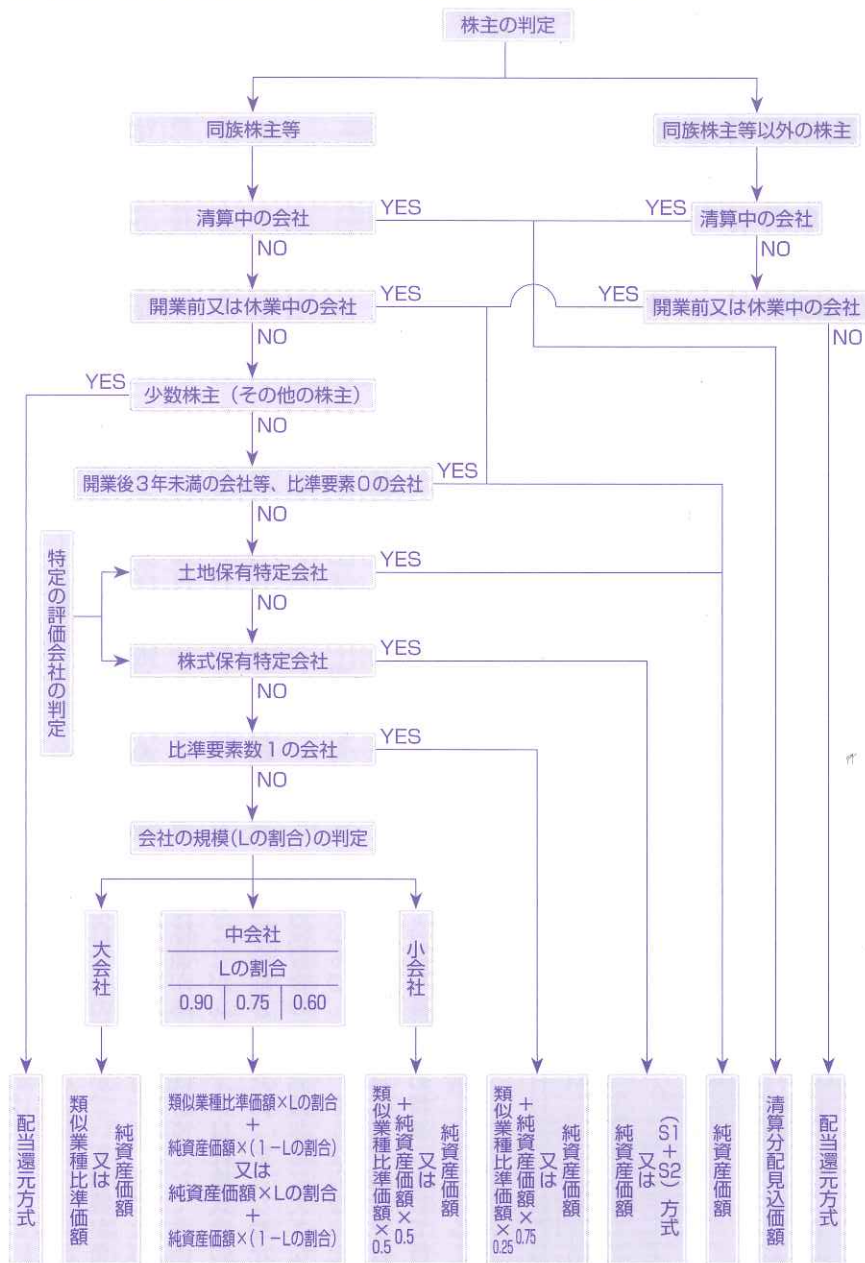 株主の判定
同族株主等
同族株主等以外の株主
清算中の会社
YES
YES
清算中の会社
NO
NO
開業前又は休業中の会社
YES
YES
開業前又は休業中の会社
NO
NO
YES
少数株主（その他の株主）
NO
開業後３年未満の会社等、比準要素０の会社
YES
NO
特定の評価会社の判定
土地保有特定会社
YES
NO
株式保有特定会社
YES
NO
比準要素数１の会社
YES
NO
会社の規模(Lの割合)の判定
大会社
中会社
Lの割合
0.90 0.75 0.60
小会社
配当還元方式
純資産価額
又は
類似業種比準価額
類似業種比準価額×Lの割合
＋
純資産価額×(１−Lの割合)
又は
純資産価額×Lの割合
＋
純資産価額×(１−Lの割合)
純資産価額
又は
＋純資産価額×0.5
類似業種比準価額×0.5
純資産価額
又は
＋純資産価額×0.75
類似業種比準価額×0.25
(S1＋S2) 方式
又は
純資産価額
純資産価額
清算分配見込価額
配当還元方式